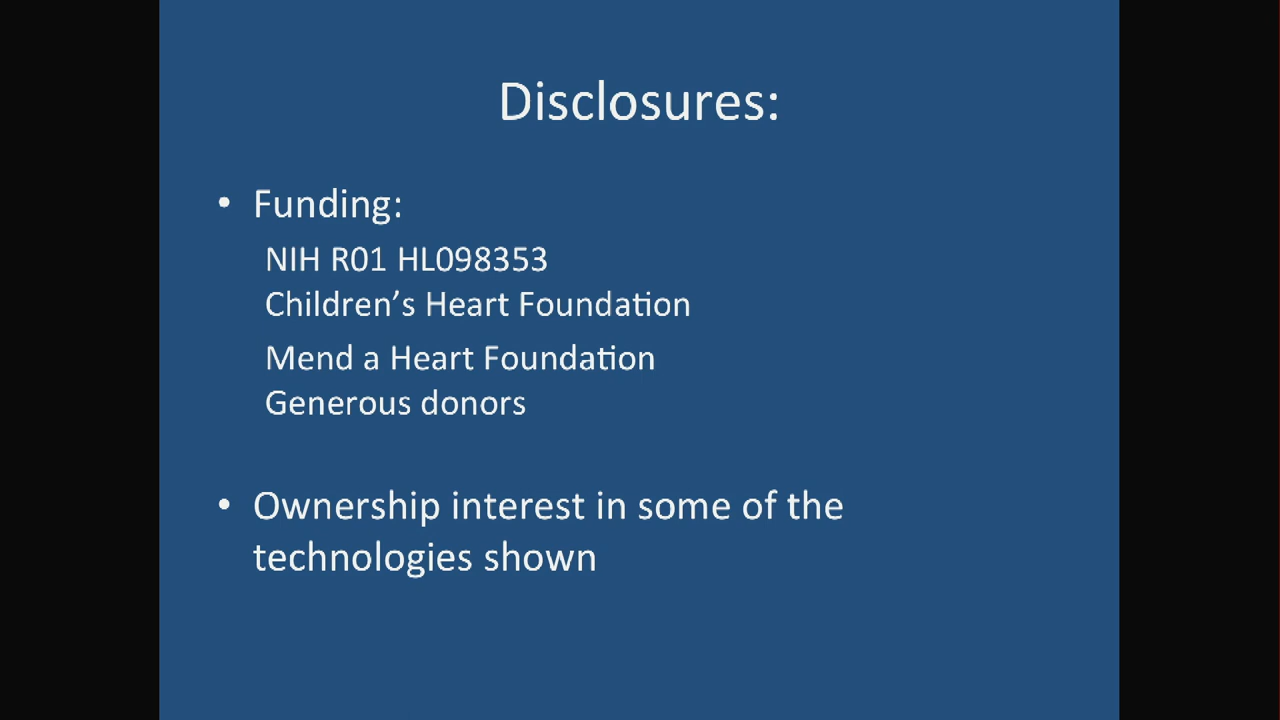 Disclosures:
• Funding:
NIH R01 HL098353
Children’s Heart Foundation
Mend a Heart Foundation
Generous donors
• Ownership interest in some of the
technologies shown